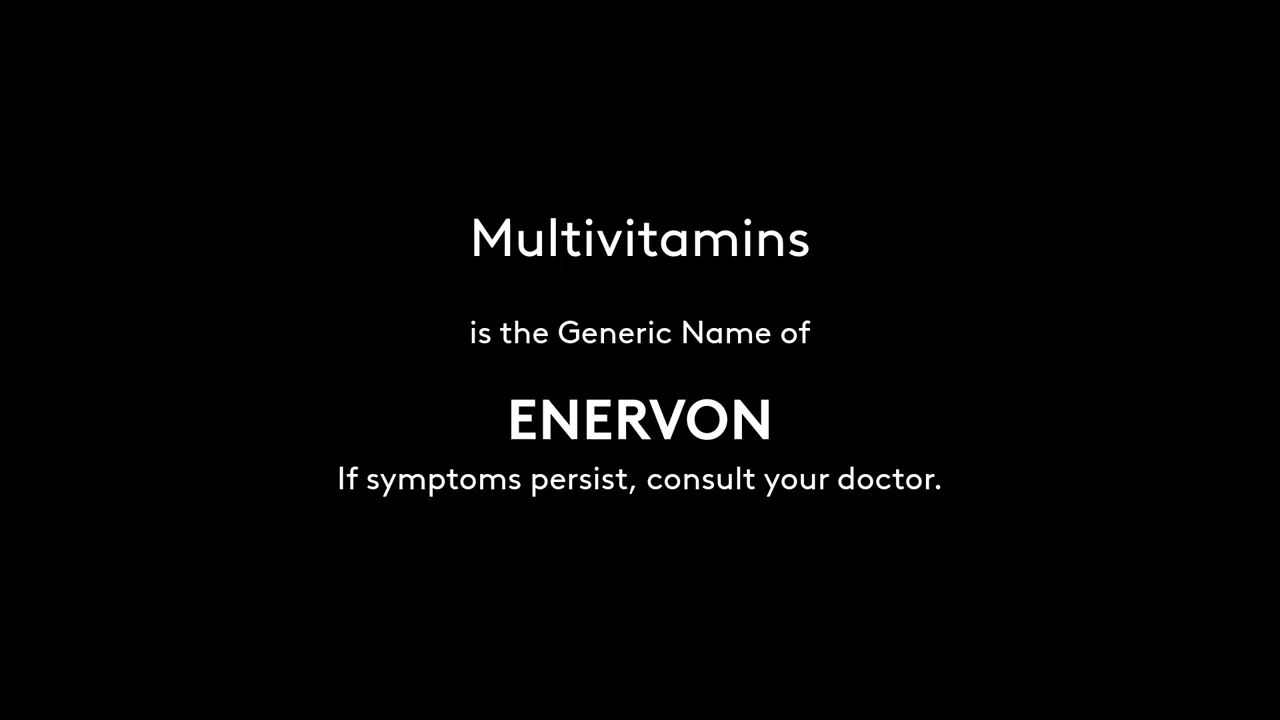 Multivitamins
is the Generic Name of
ENERVON
If symptoms persist, consult your doctor.